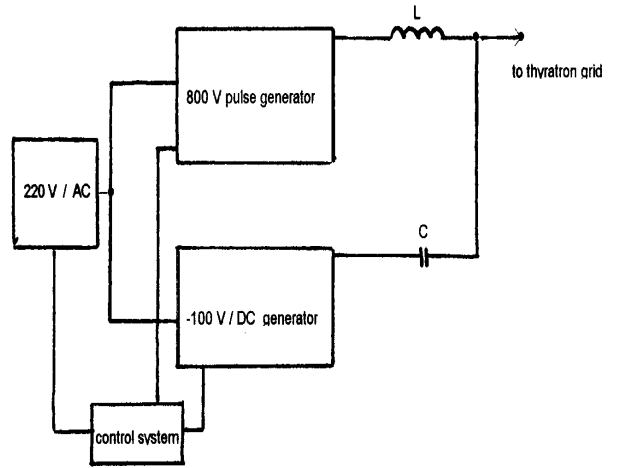 L
to thyratron grid
800 V pulse generator
220 V / AC
C
-100 V / DC generator
control system